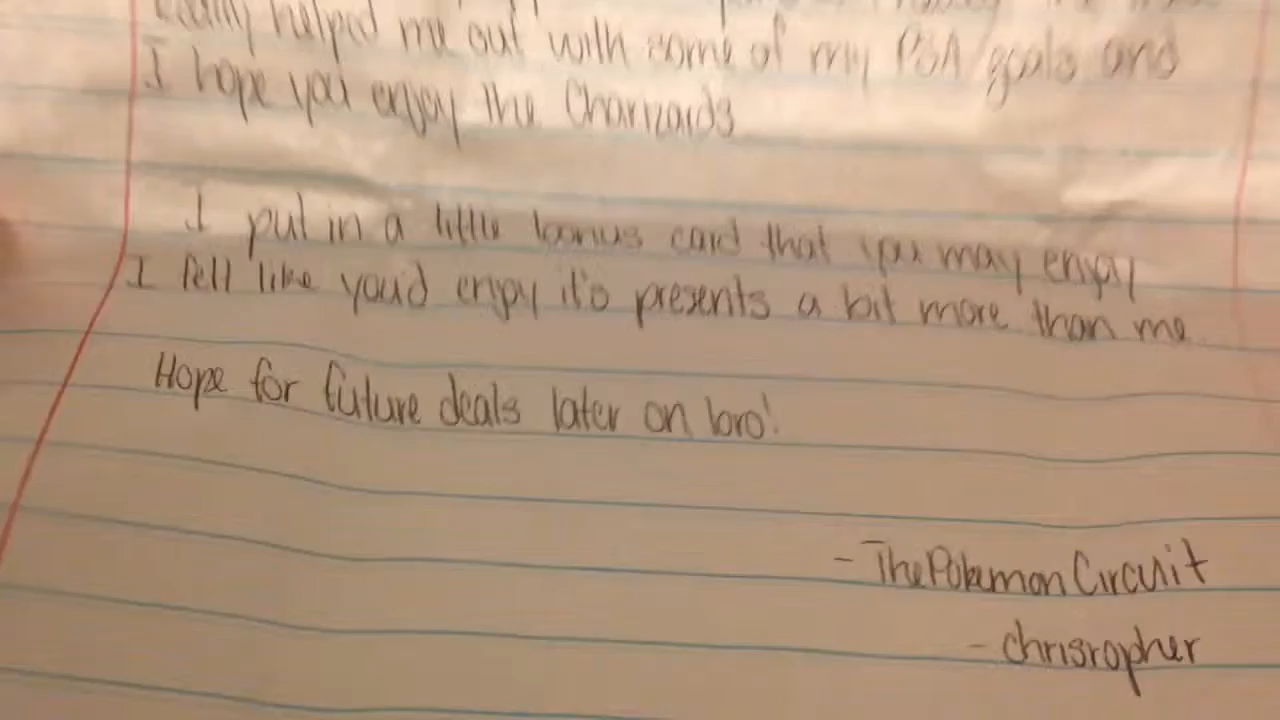 helped me out with some of my PSA goals and
I hope you enjoy the Charizards
I put in a little bonus card that you may enjoy
I fell like you'd enjoy it's presents a bit more than me.
Hope for future deals later on bro!
- ThePokemonCircuit
- chrisropher